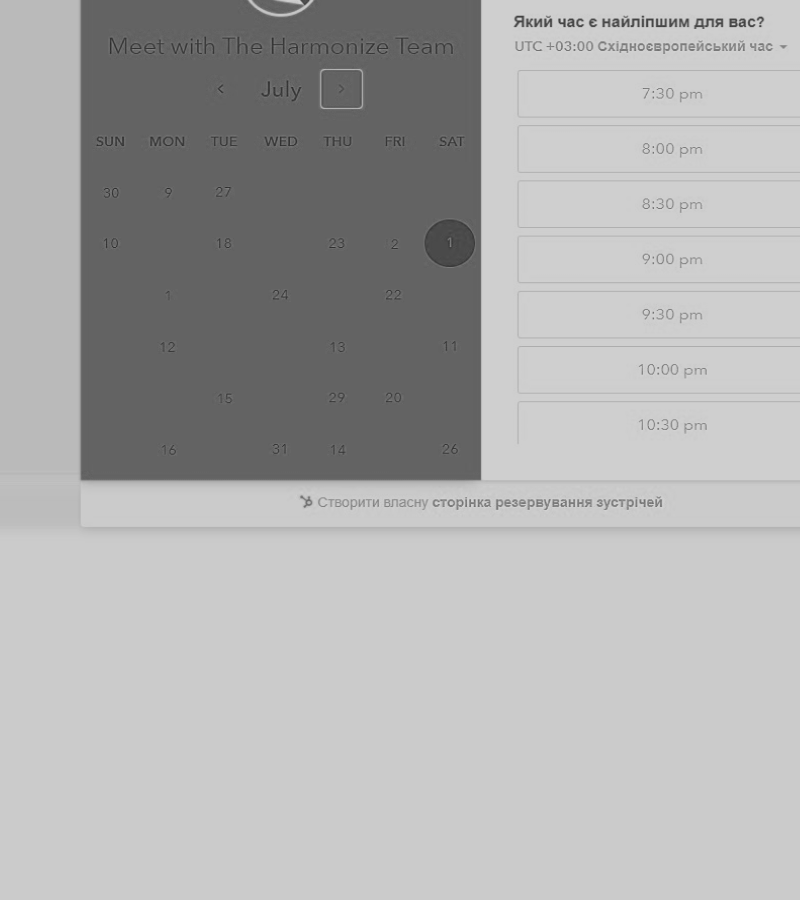 Meet with The Harmonize Team
July
SUN MON TUE WED THU FRI SAT
30 9 27
10 18 23 2 1
1 24 22
12 13 11
15 29 20
16 31 14 26
Який час є найліпшим для вас?
UTC +03:00 Східноєвропейський час
7:30 pm
8:00 pm
8:30 pm
9:00 pm
9:30 pm
10:00 pm
10:30 pm
Створити власну сторінка резервування зустрічей